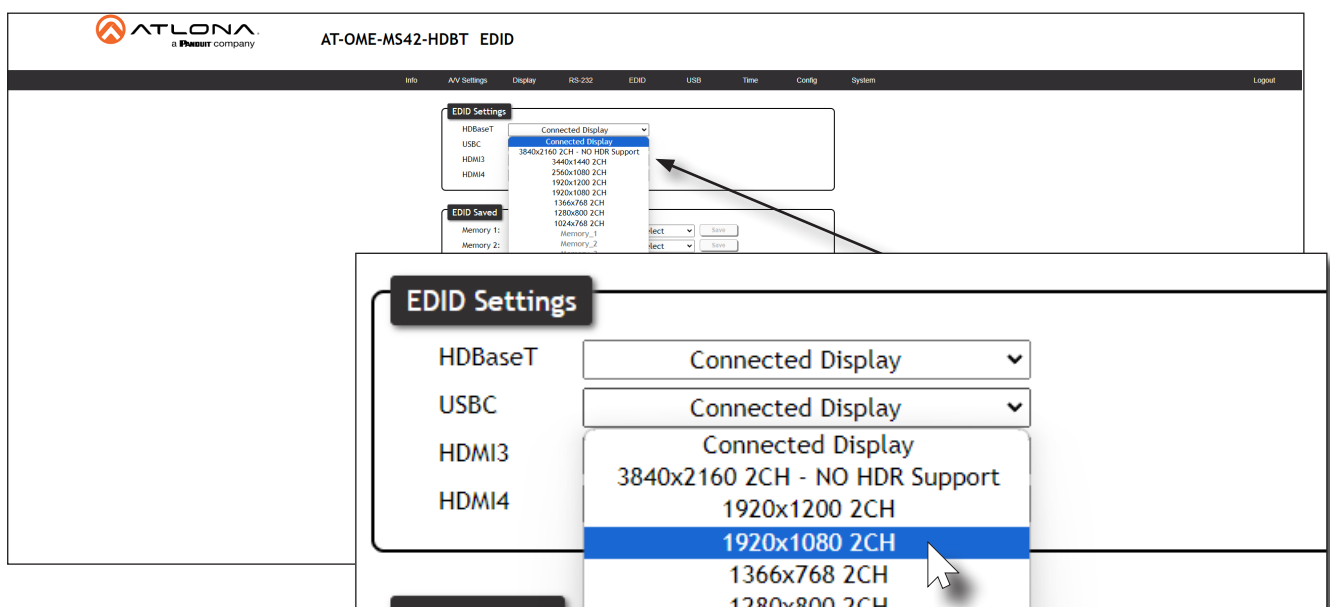 ATLONA.
a PANDUIT company
AT-OME-MS42-HDBT EDID
Info A/V Settings Display RS-232 EDID USB Time Config System Logout
EDID Settings
HDBaseT Connected Display
USBC Connected Display
3840x2160 2CH - NO HDR Support
HDMI3 3440x1440 2CH
HDMI4 2560x1080 2CH
1920x1200 2CH
1920x1080 2CH
1366x768 2CH
EDID Saved 1280x800 2CH
1024x768 2CH
Memory 1: Memory_1 elect Save
Memory 2: Memory_2 elect Save
EDID Settings
HDBaseT Connected Display
USBC Connected Display
Connected Display
HDMI3
3840x2160 2CH - NO HDR Support
HDMI4 1920x1200 2CH
1920x1080 2CH
1366x768 2CH
1280x800 2CH